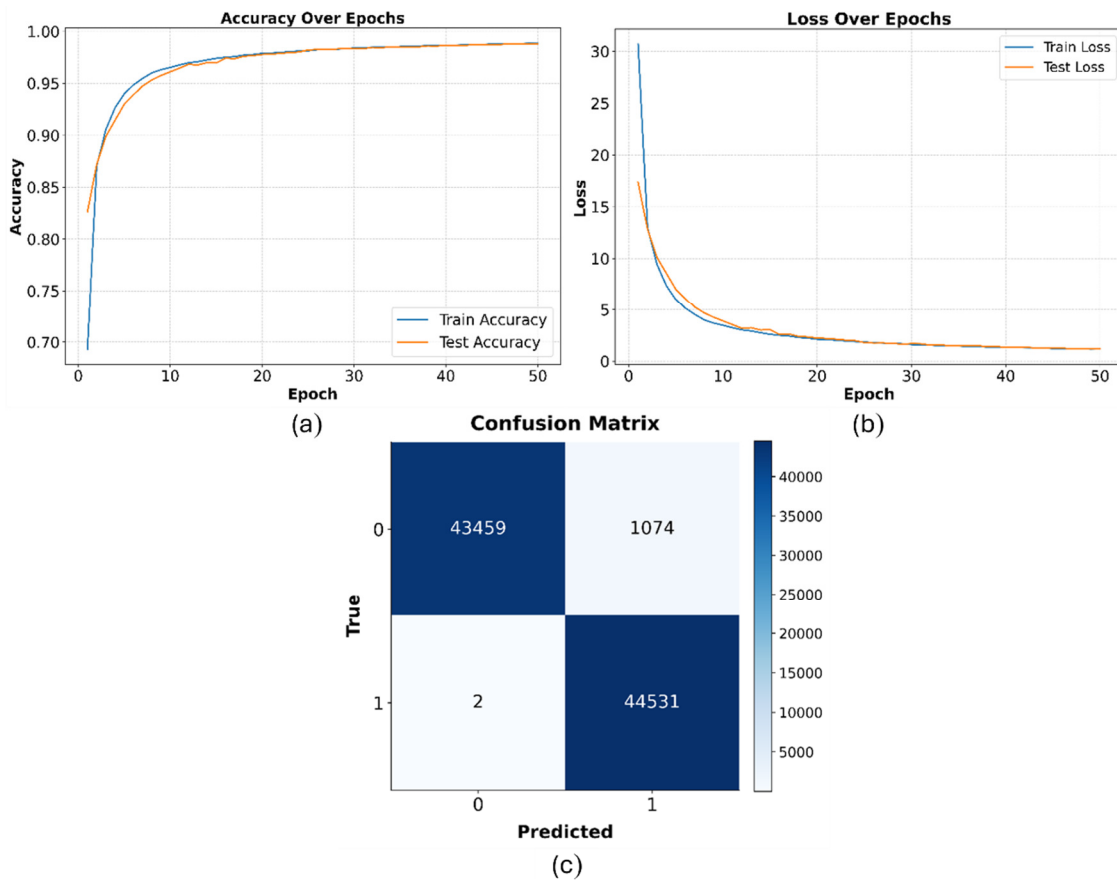 Accuracy Over Epochs
1.00
0.95
0.90
0.85
0.80
0.75
0.70
Accuracy
0 10 20 30 40 50
Epoch
Train Accuracy
Test Accuracy
(a)
Loss Over Epochs
30
25
20
15
10
5
0
Loss
0 10 20 30 40 50
Epoch
Train Loss
Test Loss
(b)
Confusion Matrix
True
0
43459 1074
1
2 44531
0 1
Predicted
40000
35000
30000
25000
20000
15000
10000
5000
(c)